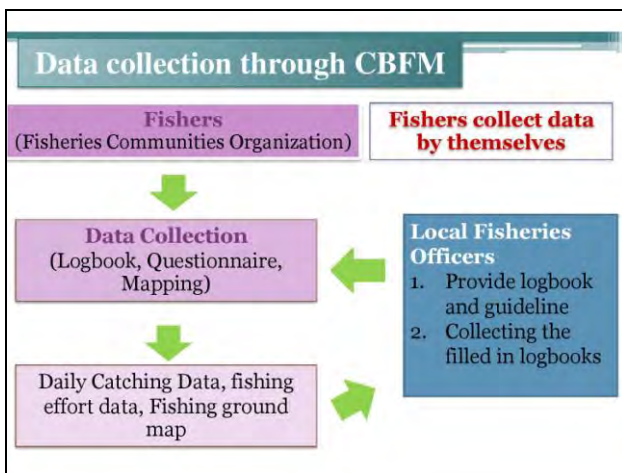 Data collection through CBFM
Fishers
(Fisheries Communities Organization)
Fishers collect data
by themselves
Data Collection
(Logbook, Questionnaire,
Mapping)
Local Fisheries
Officers
1. Provide logbook
and guideline
2. Collecting the
filled in logbooks
Daily Catching Data, fishing
effort data, Fishing ground
map